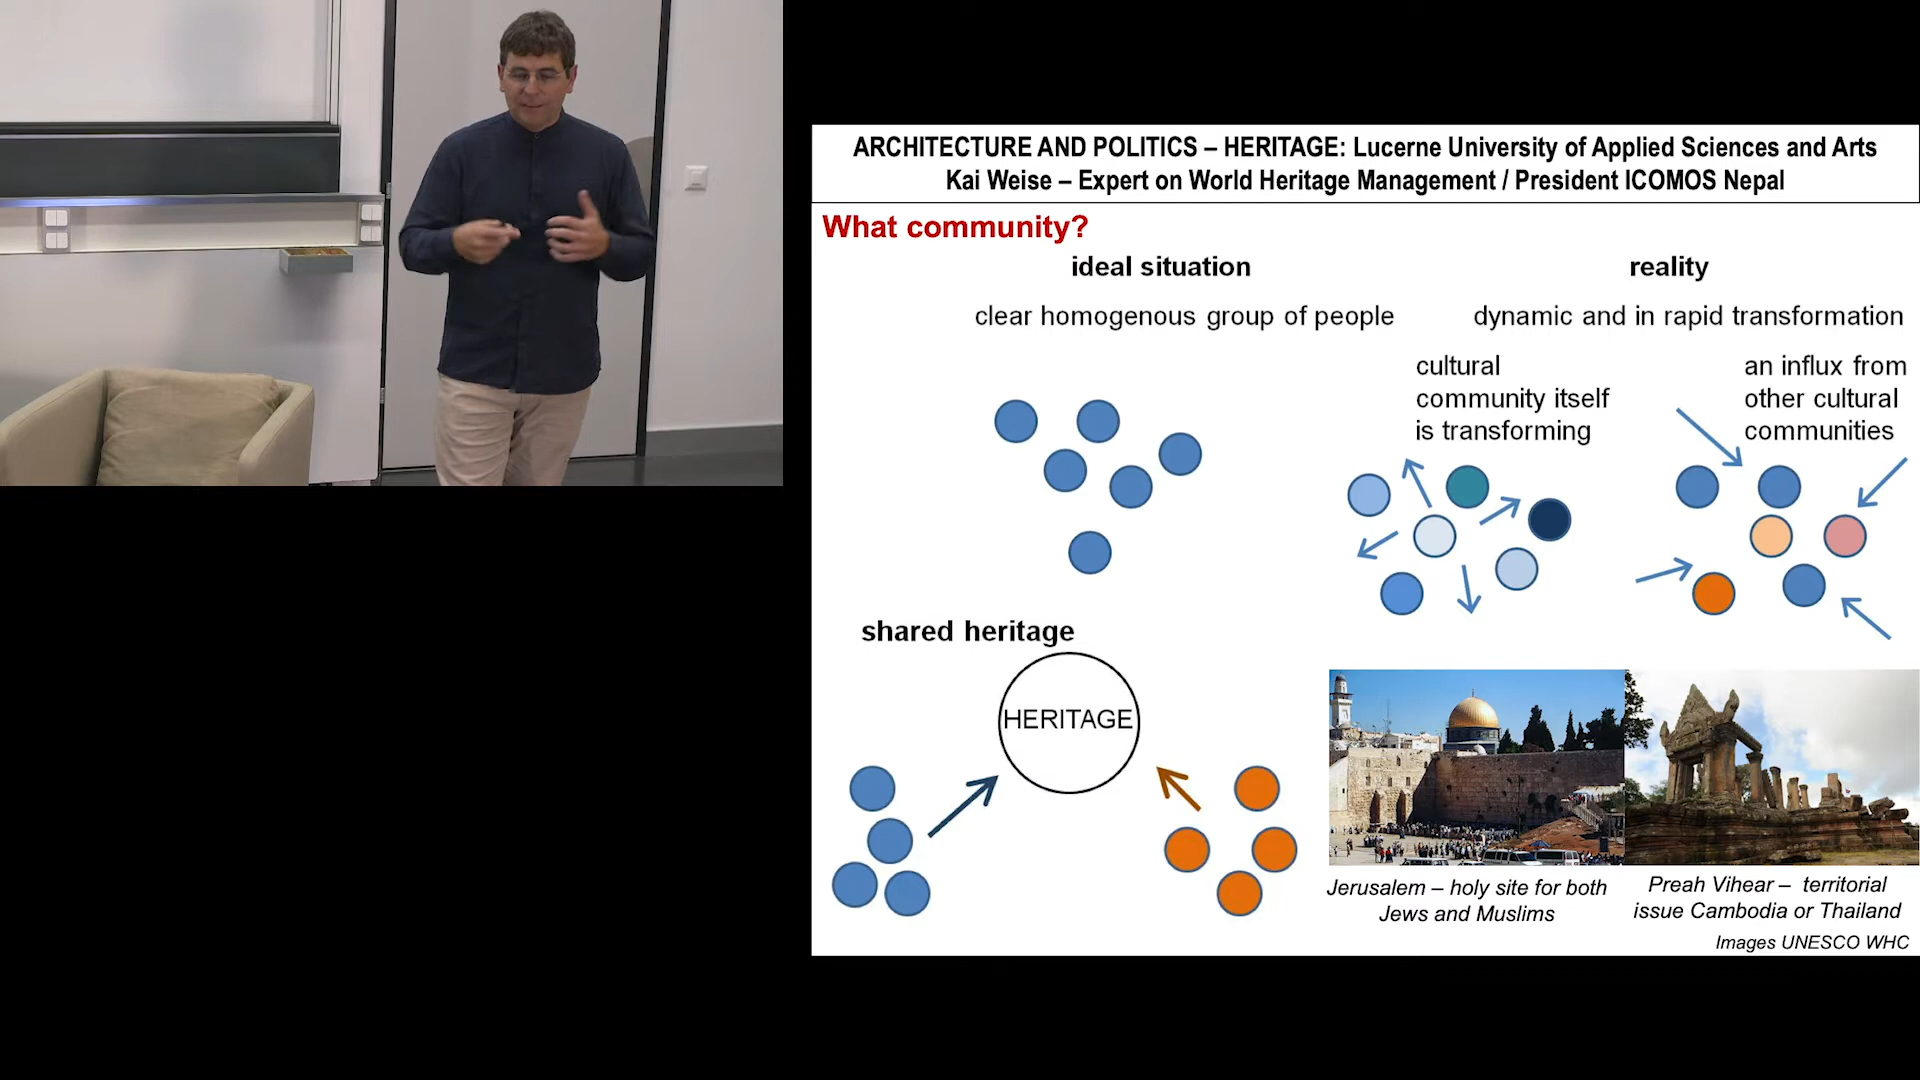 ARCHITECTURE AND POLITICS – HERITAGE: Lucerne University of Applied Sciences and Arts
Kai Weise – Expert on World Heritage Management / President ICOMOS Nepal
What community?
ideal situation
clear homogenous group of people
reality
dynamic and in rapid transformation
cultural
community itself
is transforming
an influx from
other cultural
communities
shared heritage
HERITAGE
Jerusalem – holy site for both
Jews and Muslims
Preah Vihear – territorial
issue Cambodia or Thailand
Images UNESCO WHC